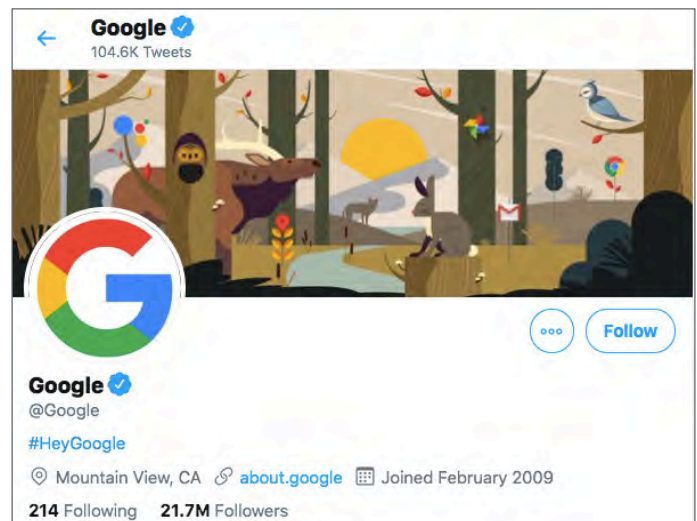 Google
104.6K Tweets
Follow
Google
@Google
#HeyGoogle
Mountain View, CA about.google Joined February 2009
214 Following 21.7M Followers